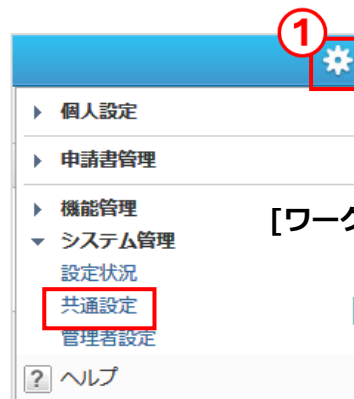 ①
個人設定
申請書管理
機能管理
[ワーク
システム管理
設定状況
共通設定
管理者設定
? ヘルプ